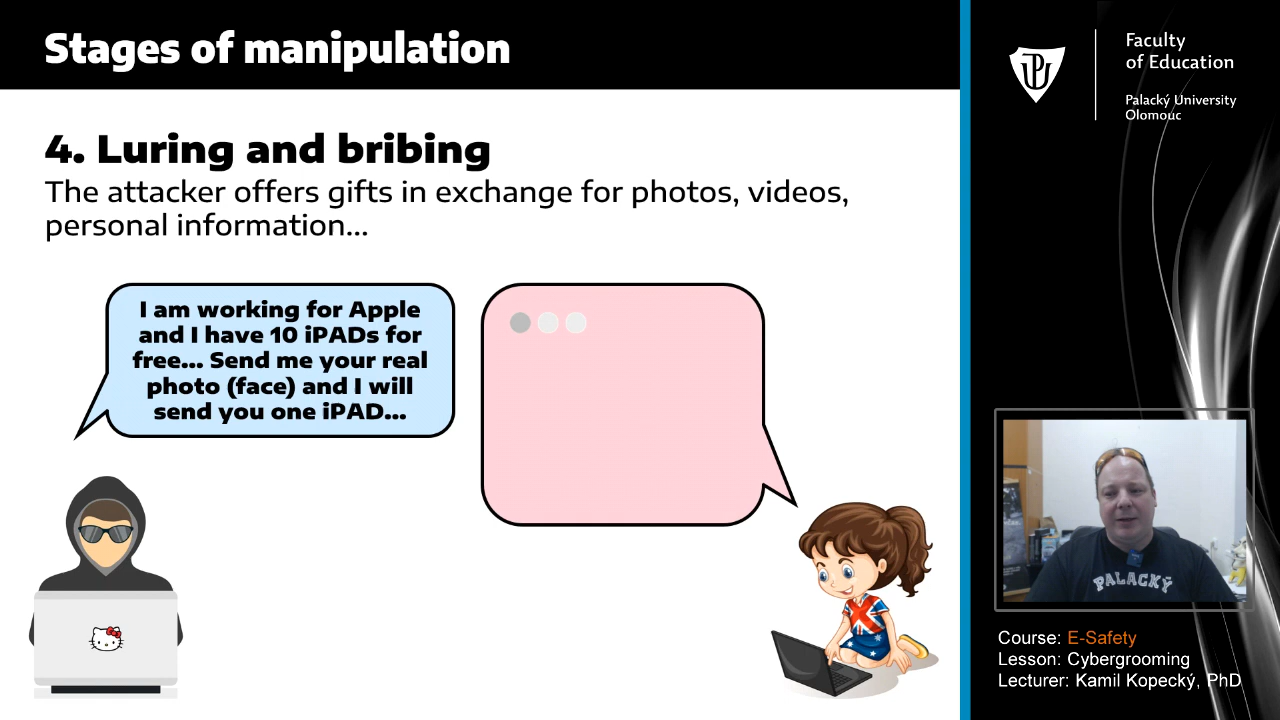 Stages of manipulation
4. Luring and bribing
The attacker offers gifts in exchange for photos, videos,
personal information...
I am working for Apple
and I have 10 iPADs for
free... Send me your real
photo (face) and I will
send you one iPAD...
Faculty
of Education
Palacký University
Olomouc
PALACKÝ
Course: E-Safety
Lesson: Cybergrooming
Lecturer: Kamil Kopecký, PhD